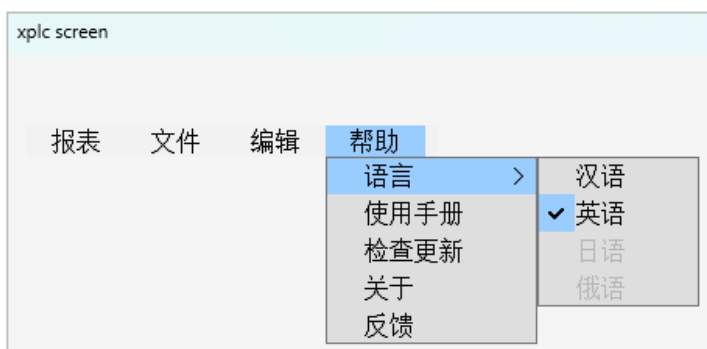 xplc screen
报表 文件 编辑 帮助
语言 > 汉语
使用手册 ✓ 英语
检查更新 日语
关于 俄语
反馈